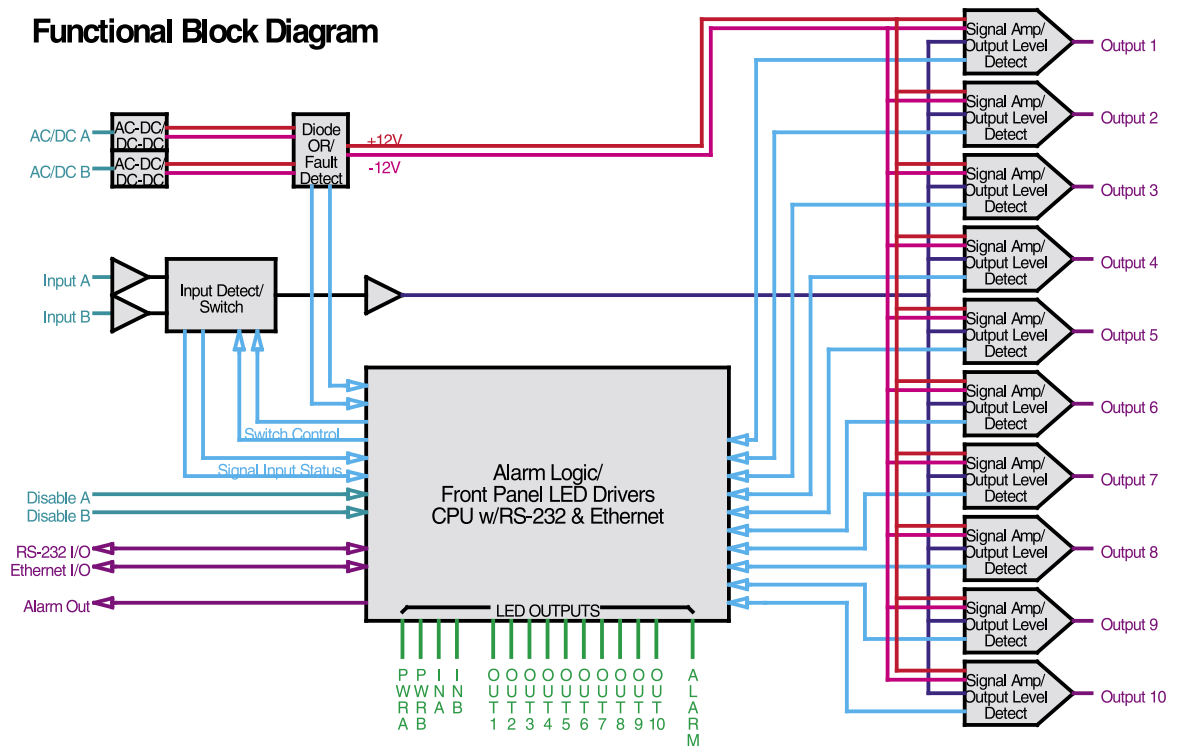 Functional Block Diagram
AC/DC A
AC-DC/
DC-DC
AC/DC B
AC-DC/
DC-DC
Diode
OR/
Fault
Detect
+12V
-12V
Input A
Input B
Input Detect/
Switch
Switch Control
Signal Input Status
Disable A
Disable B
RS-232 I/O
Ethernet I/O
Alarm Out
Alarm Logic/
Front Panel LED Drivers
CPU w/RS-232 & Ethernet
LED OUTPUTS
PWRA
PWRB
INA
INB
OUT1
OUT2
OUT3
OUT4
OUT5
OUT6
OUT7
OUT8
OUT9
OUT10
ALARM
Signal Amp/
Output Level
Detect
Output 1
Signal Amp/
Output Level
Detect
Output 2
Signal Amp/
Output Level
Detect
Output 3
Signal Amp/
Output Level
Detect
Output 4
Signal Amp/
Output Level
Detect
Output 5
Signal Amp/
Output Level
Detect
Output 6
Signal Amp/
Output Level
Detect
Output 7
Signal Amp/
Output Level
Detect
Output 8
Signal Amp/
Output Level
Detect
Output 9
Signal Amp/
Output Level
Detect
Output 10